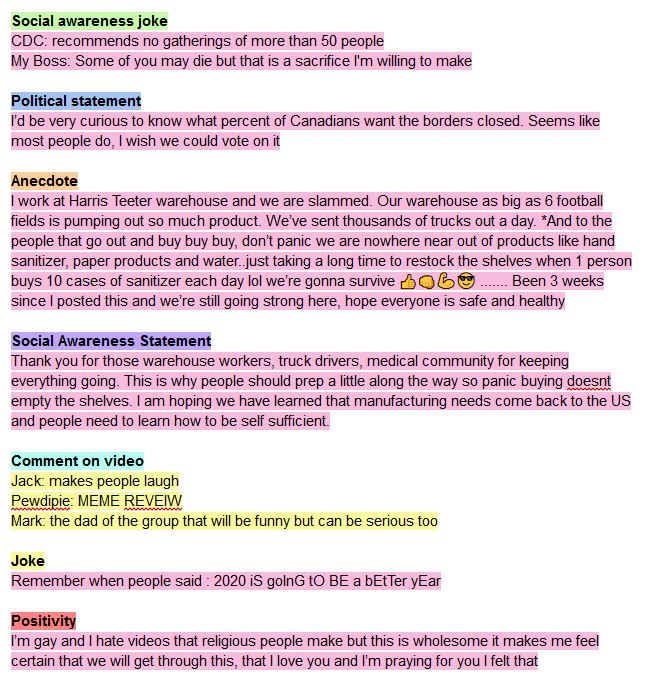 Social awareness joke
CDC: recommends no gatherings of more than 50 people
My Boss: Some of you may die but that is a sacrifice I'm willing to make
Political statement
I'd be very curious to know what percent of Canadians want the borders closed. Seems like
most people do, I wish we could vote on it
Anecdote
I work at Harris Teeter warehouse and we are slammed. Our warehouse as big as 6 football
fields is pumping out so much product. We've sent thousands of trucks out a day. *And to the
people that go out and buy buy buy, don't panic we are nowhere near out of products like hand
sanitizer, paper products and water..just taking a long time to restock the shelves when 1 person
buys 10 cases of sanitizer each day lol we're gonna survive 👍👊💪😎 ....... Been 3 weeks
since I posted this and we're still going strong here, hope everyone is safe and healthy
Social Awareness Statement
Thank you for those warehouse workers, truck drivers, medical community for keeping
everything going. This is why people should prep a little along the way so panic buying doesnt
empty the shelves. I am hoping we have learned that manufacturing needs come back to the US
and people need to learn how to be self sufficient.
Comment on video
Jack: makes people laugh
Pewdipie: MEME REVEIW
Mark: the dad of the group that will be funny but can be serious too
Joke
Remember when people said : 2020 iS goInG tO BE a bEtTer yEar
Positivity
I'm gay and I hate videos that religious people make but this is wholesome it makes me feel
certain that we will get through this, that I love you and I'm praying for you I felt that